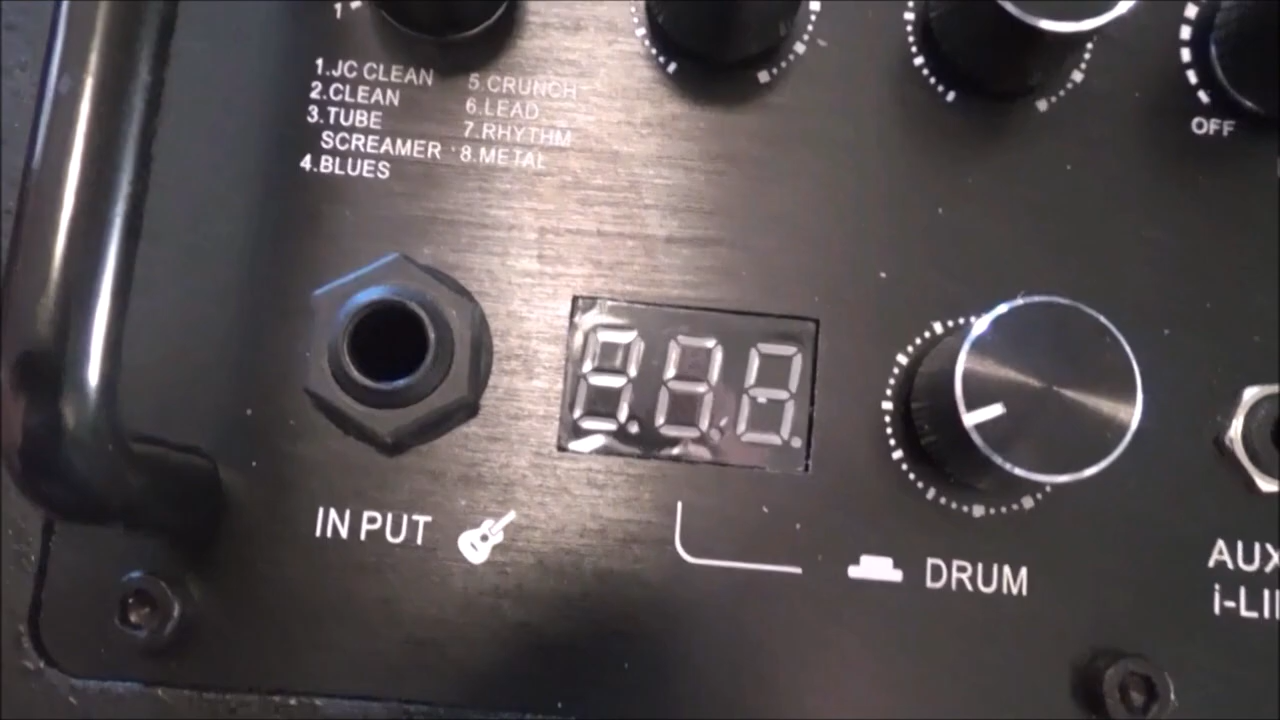 1
1.JC CLEAN
2.CLEAN
3.TUBE
SCREAMER
4.BLUES
5.CRUNCH
6.LEAD
7.RHYTHM
8.METAL
OFF
IN PUT
DRUM
AUX